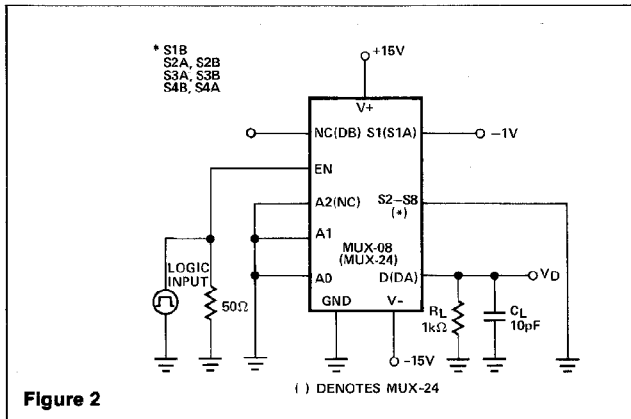 * S1B
S2A, S2B
S3A, S3B
S4B, S4A
+15V
V+
NC(DB)
S1(S1A)
-1V
EN
A2(NC)
S2-S8
(*)
A1
MUX-08
(MUX-24)
LOGIC
INPUT
A0
D(DA)
VD
50Ω
GND
V-
RL
1kΩ
CL
10pF
-15V
( ) DENOTES MUX-24
Figure 2